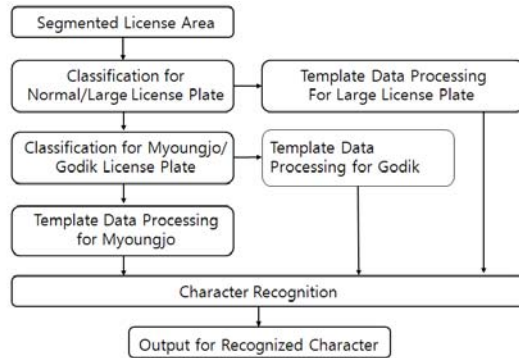 Segmented License Area
Classification for
Normal/Large License Plate
Template Data Processing
For Large License Plate
Classification for Myoungjo/
Godik License Plate
Template Data
Processing for Godik
Template Data Processing
for Myoungjo
Character Recognition
Output for Recognized Character